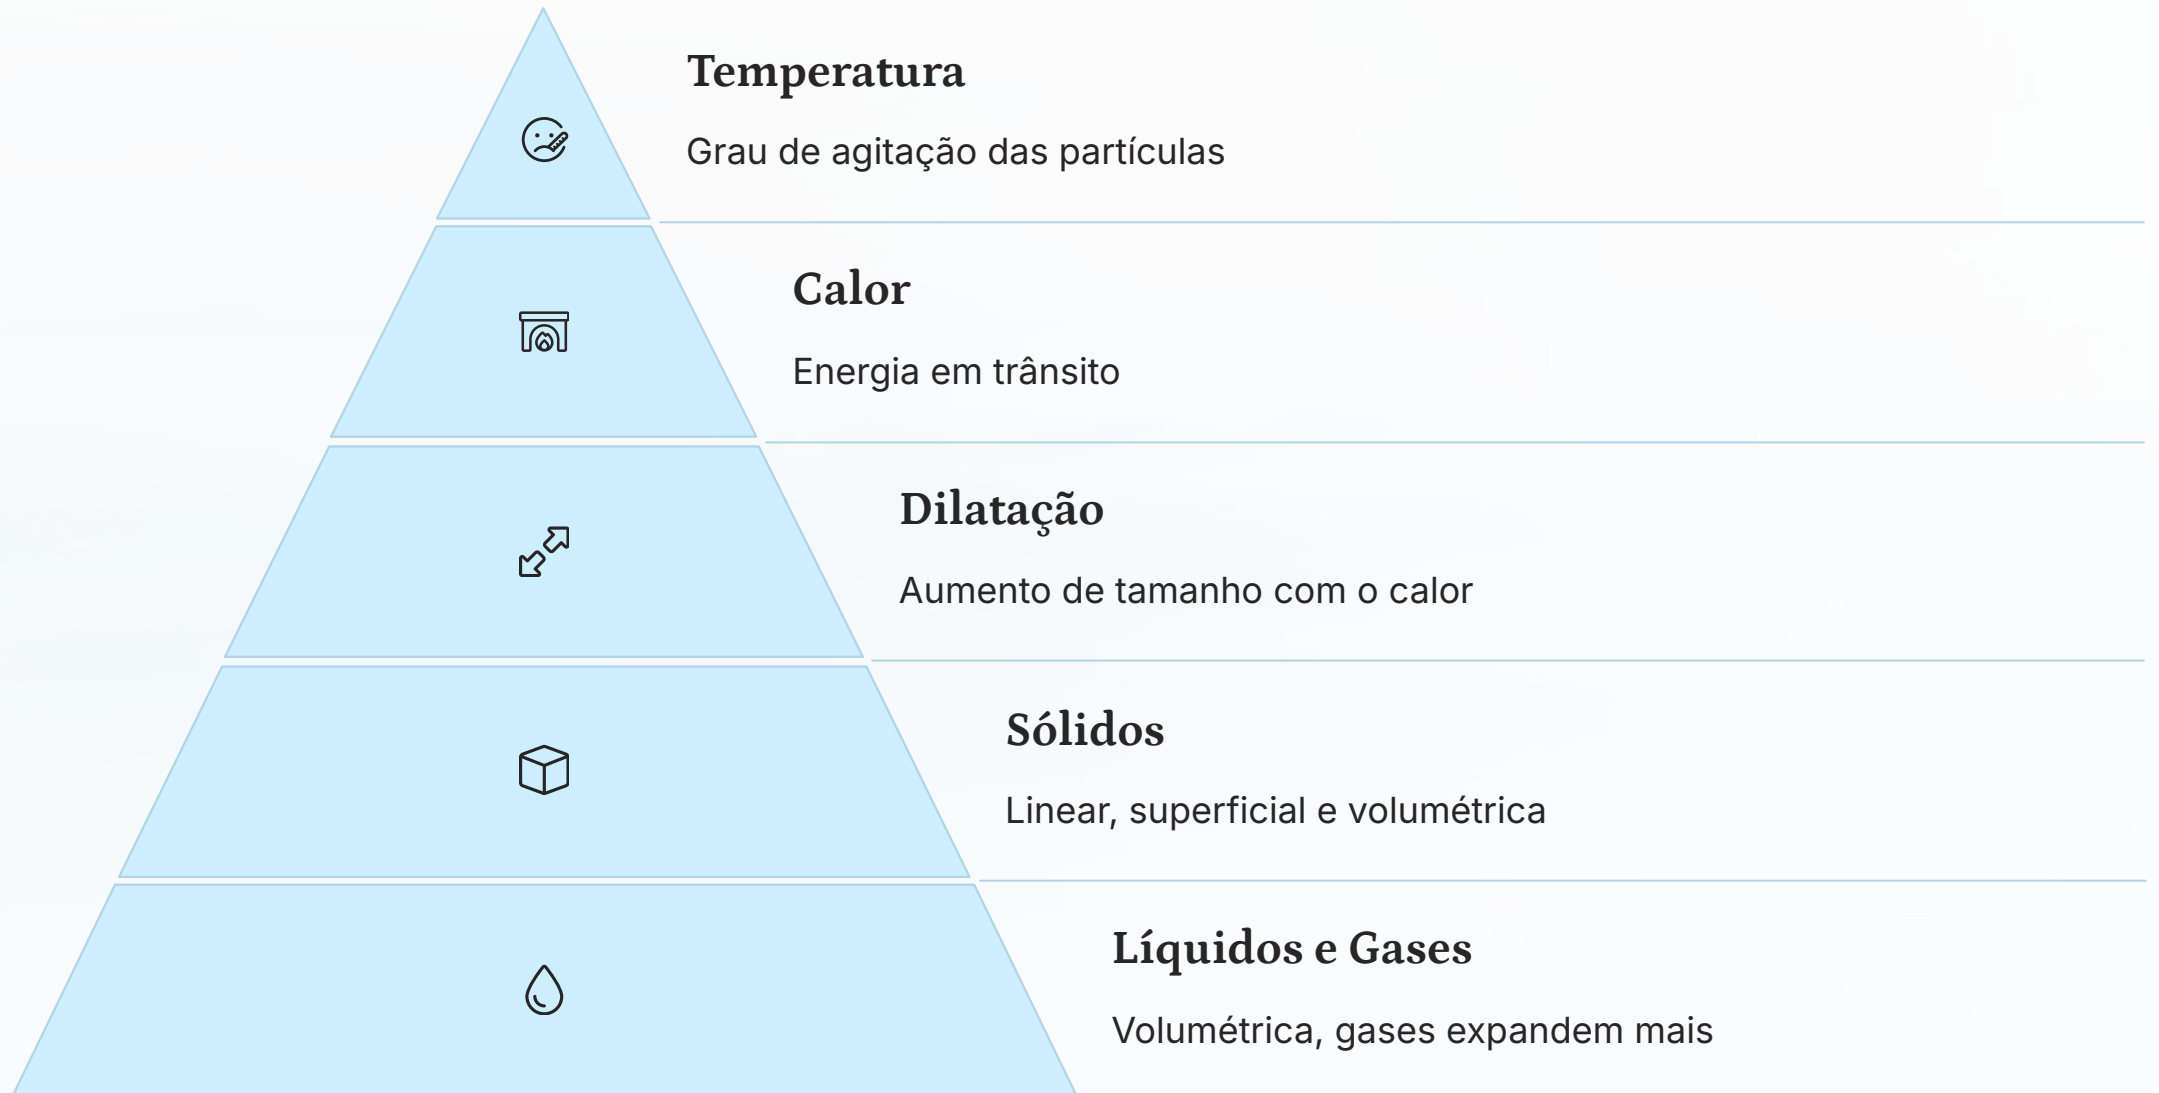 Temperatura
Grau de agitação das partículas
Calor
Energia em trânsito
Dilatação
Aumento de tamanho com o calor
Sólidos
Linear, superficial e volumétrica
Líquidos e Gases
Volumétrica, gases expandem mais